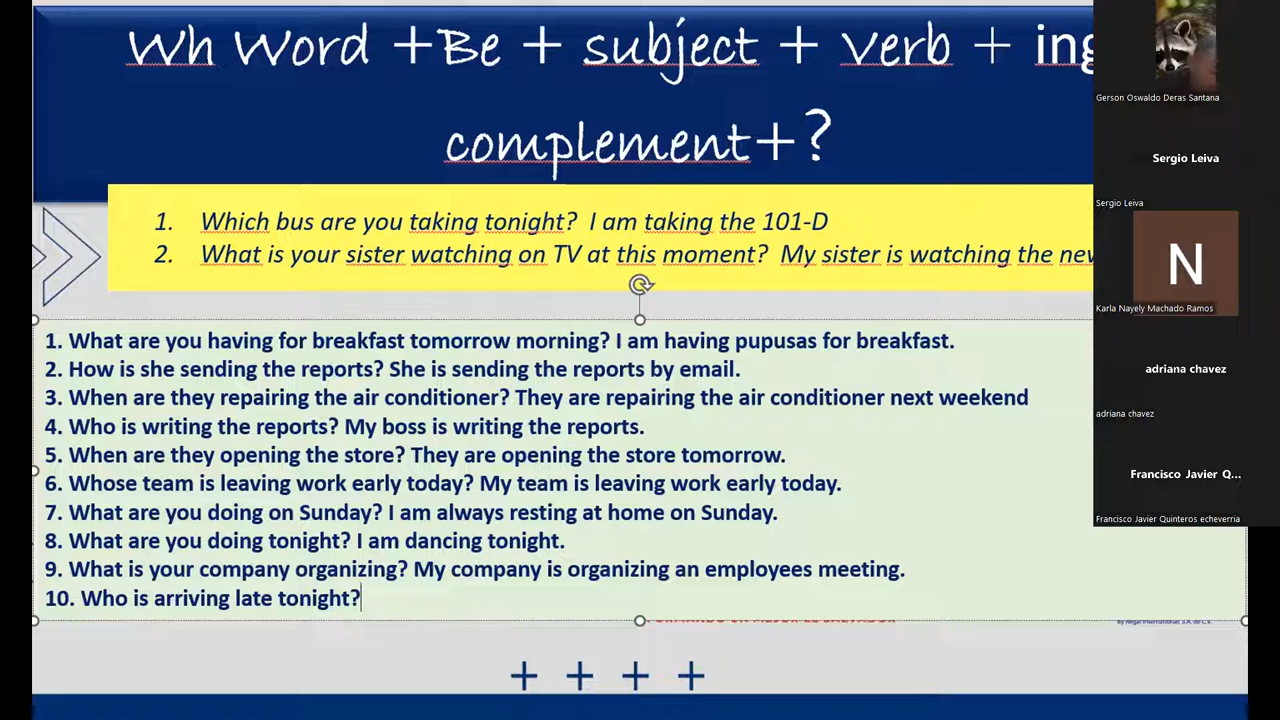 Wh Word +Be + subject + verb + ing
complement+?
1. Which bus are you taking tonight? I am taking the 101-D
2. What is your sister watching on TV at this moment? My sister is watching the
1. What are you having for breakfast tomorrow morning? I am having pupusas for breakfast.
2. How is she sending the reports? She is sending the reports by email.
3. When are they repairing the air conditioner? They are repairing the air conditioner next weekend
4. Who is writing the reports? My boss is writing the reports.
5. When are they opening the store? They are opening the store tomorrow.
6. Whose team is leaving work early today? My team is leaving work early today.
7. What are you doing on Sunday? I am always resting at home on Sunday.
8. What are you doing tonight? I am dancing tonight.
9. What is your company organizing? My company is organizing an employees meeting.
10. Who is arriving late tonight?
+ + + +
Gerson Oswaldo Deras Santana
Sergio Leiva
Sergio Leiva
N
Karla Nayely Machado Ramos
adriana chavez
adriana chavez
Francisco Javier Q...
Francisco Javier Quinteros echeverria